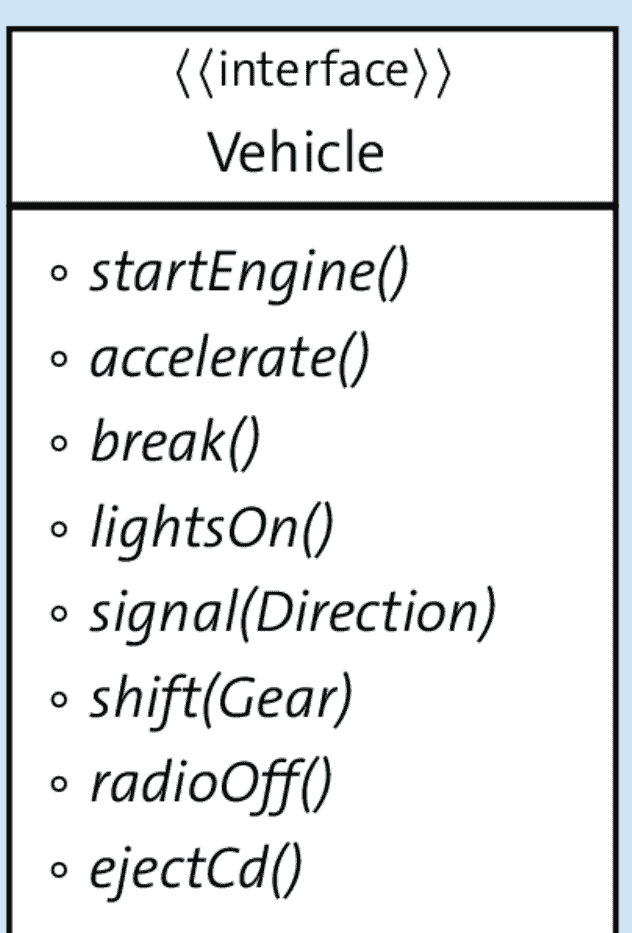 ⟨⟨interface⟩⟩
Vehicle
startEngine()
accelerate()
break()
lightsOn()
signal(Direction)
shift(Gear)
radioOff()
ejectCd()